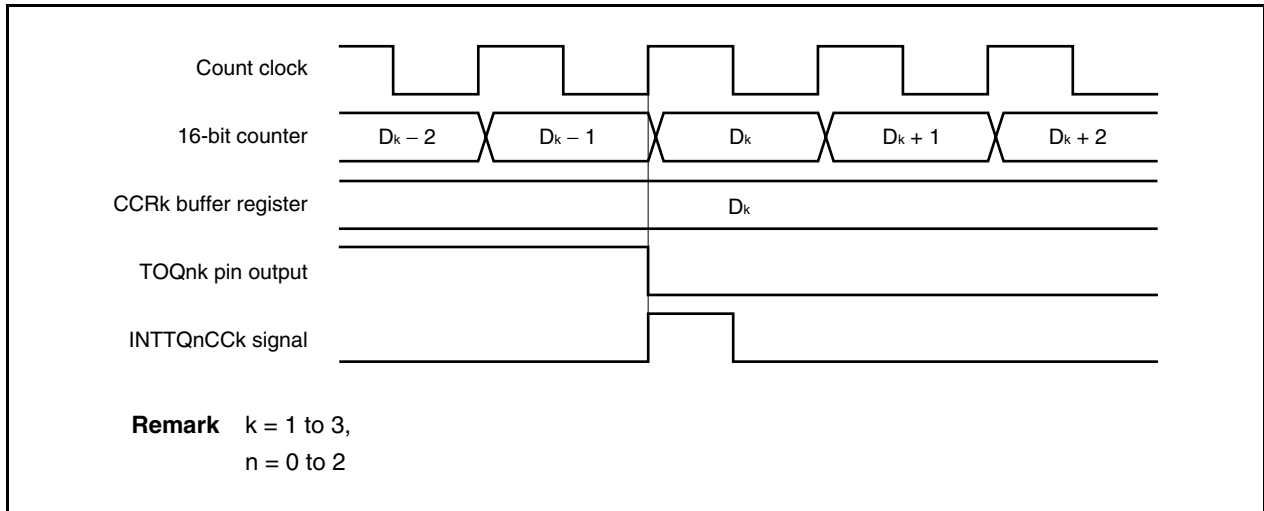 Count clock
16-bit counter Dk − 2 Dk − 1 Dk Dk + 1 Dk + 2
CCRk buffer register Dk
TOQnk pin output
INTTQnCCk signal
Remark k = 1 to 3,
n = 0 to 2